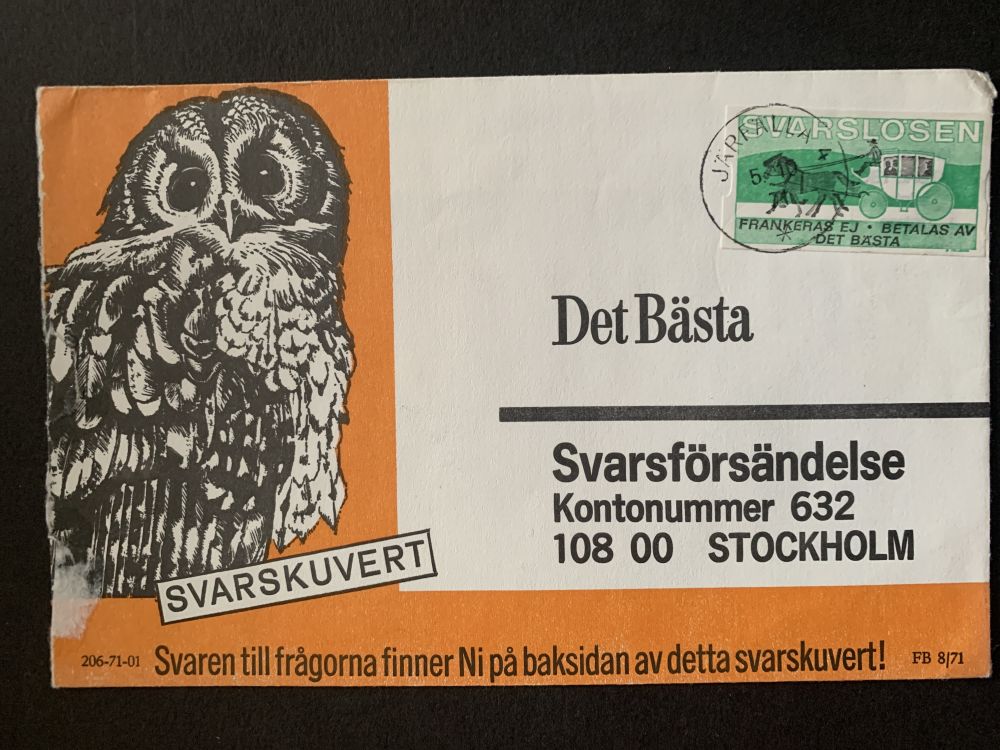 SVARSLÖSEN
JÄRFÄLLA
FRANKERAS EJ • BETALAS AV
DET BÄSTA
Det Bästa
Svarsförsändelse
Kontonummer 632
108 00 STOCKHOLM
SVARSKUVERT
206-71-01 Svaren till frågorna finner Ni på baksidan av detta svarskuvert! FB 8/71